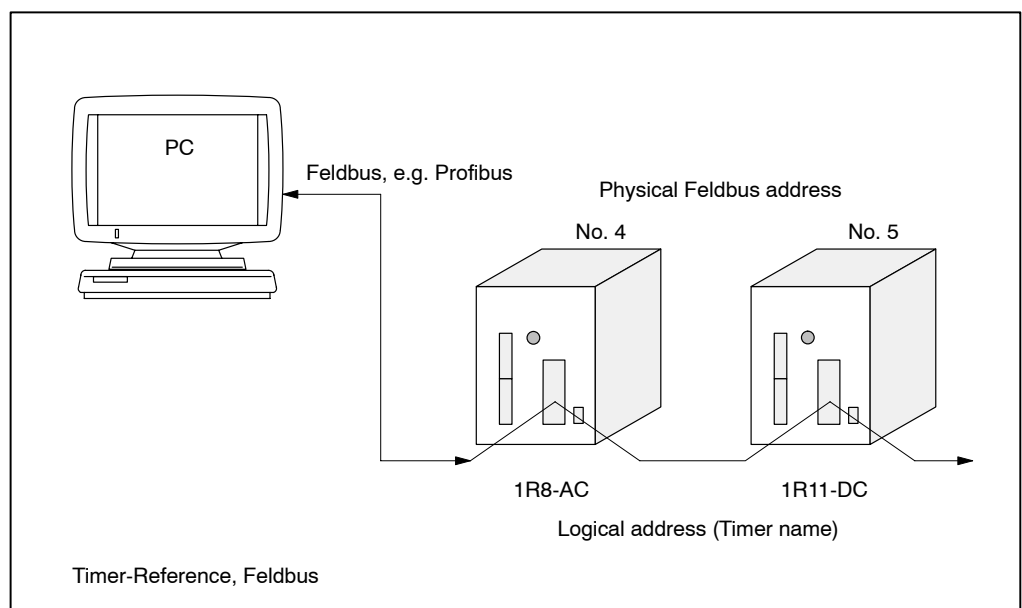 PC
Feldbus, e.g. Profibus
Physical Feldbus address
No. 4
No. 5
1R8-AC
1R11-DC
Logical address (Timer name)
Timer-Reference, Feldbus